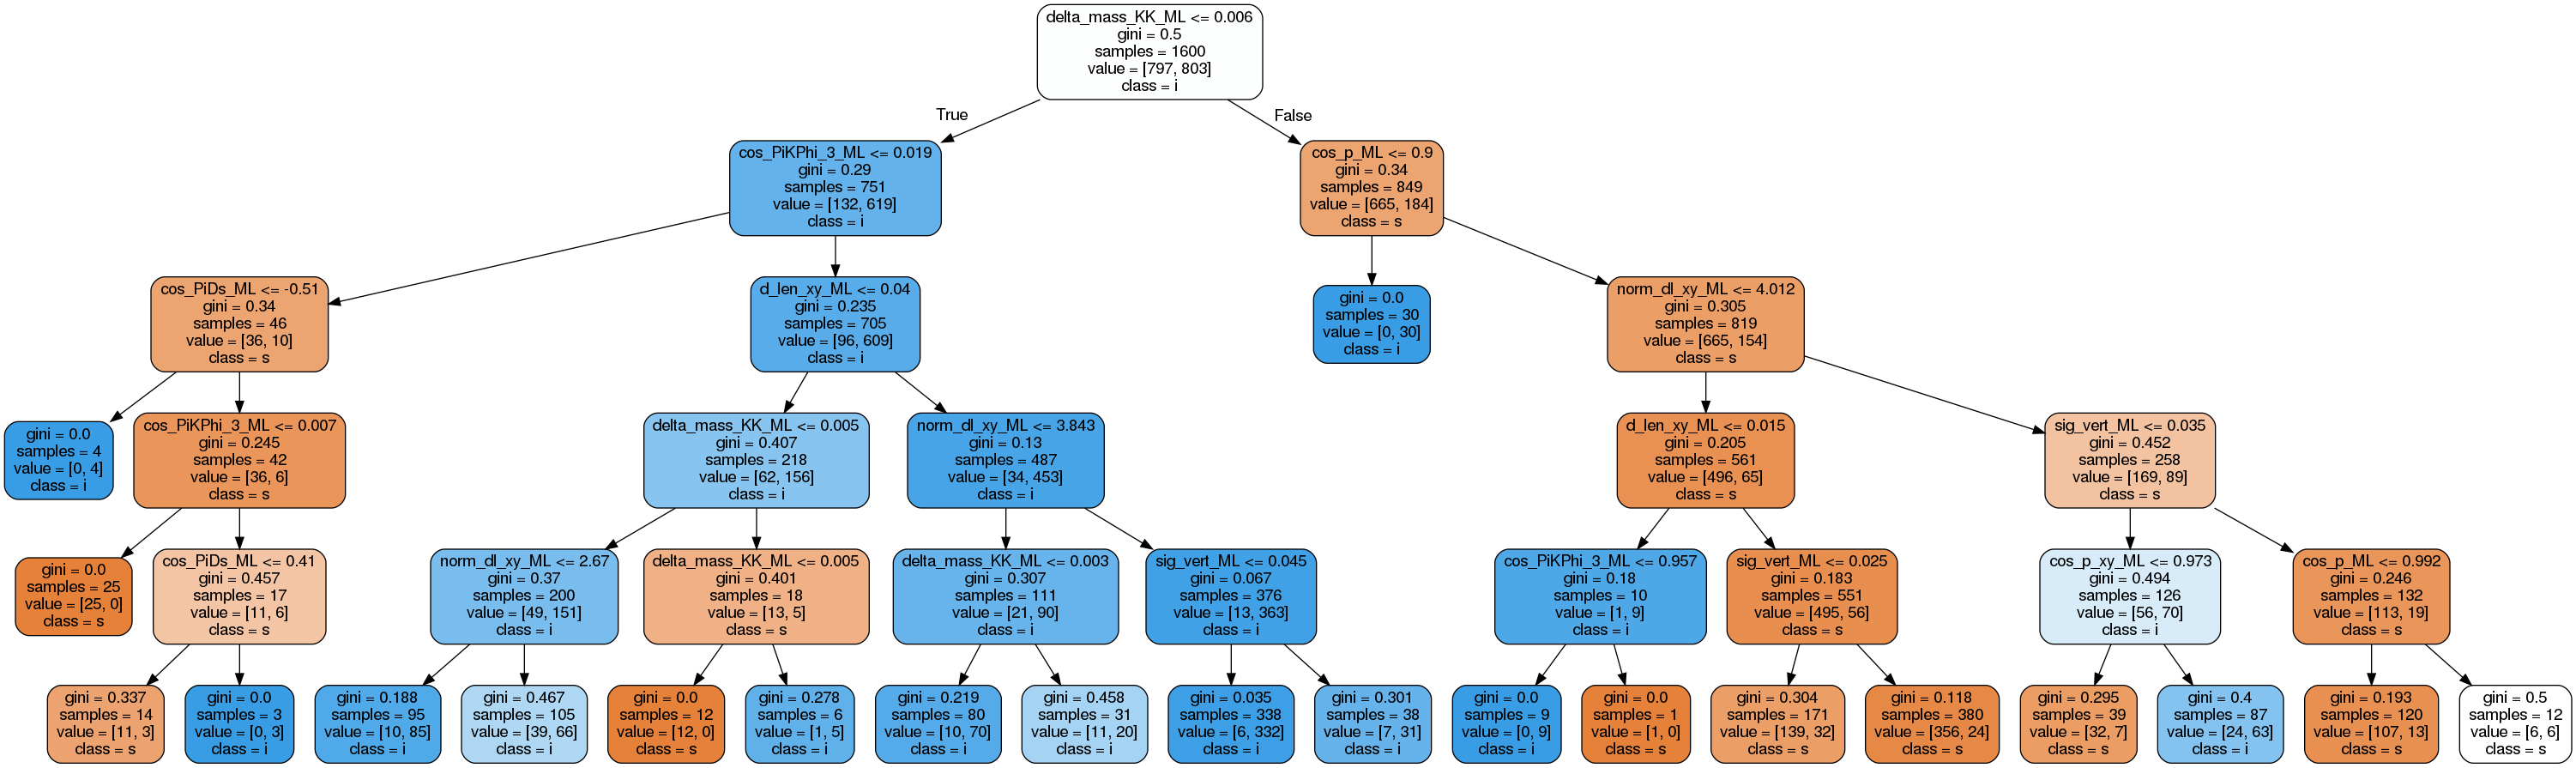 delta_mass_KK_ML <= 0.006
gini = 0.5
samples = 1600
value = [797, 803]
class = i
True
False
cos_PiKPhi_3_ML <= 0.019
gini = 0.29
samples = 751
value = [132, 619]
class = i
cos_p_ML <= 0.9
gini = 0.34
samples = 849
value = [665, 184]
class = s
cos_PiDs_ML <= -0.51
gini = 0.34
samples = 46
value = [36, 10]
class = s
d_len_xy_ML <= 0.04
gini = 0.235
samples = 705
value = [96, 609]
class = i
gini = 0.0
samples = 30
value = [0, 30]
class = i
norm_dl_xy_ML <= 4.012
gini = 0.305
samples = 819
value = [665, 154]
class = s
gini = 0.0
samples = 4
value = [0, 4]
class = i
cos_PiKPhi_3_ML <= 0.007
gini = 0.245
samples = 42
value = [36, 6]
class = s
delta_mass_KK_ML <= 0.005
gini = 0.407
samples = 218
value = [62, 156]
class = i
norm_dl_xy_ML <= 3.843
gini = 0.13
samples = 487
value = [34, 453]
class = i
d_len_xy_ML <= 0.015
gini = 0.205
samples = 561
value = [496, 65]
class = s
sig_vert_ML <= 0.035
gini = 0.452
samples = 258
value = [169, 89]
class = s
gini = 0.0
samples = 25
value = [25, 0]
class = s
cos_PiDs_ML <= 0.41
gini = 0.457
samples = 17
value = [11, 6]
class = s
norm_dl_xy_ML <= 2.67
gini = 0.37
samples = 200
value = [49, 151]
class = i
delta_mass_KK_ML <= 0.005
gini = 0.401
samples = 18
value = [13, 5]
class = s
delta_mass_KK_ML <= 0.003
gini = 0.307
samples = 111
value = [21, 90]
class = i
sig_vert_ML <= 0.045
gini = 0.067
samples = 376
value = [13, 363]
class = i
cos_PiKPhi_3_ML <= 0.957
gini = 0.18
samples = 10
value = [1, 9]
class = i
sig_vert_ML <= 0.025
gini = 0.183
samples = 551
value = [495, 56]
class = s
cos_p_xy_ML <= 0.973
gini = 0.494
samples = 126
value = [56, 70]
class = i
cos_p_ML <= 0.992
gini = 0.246
samples = 132
value = [113, 19]
class = s
gini = 0.337
samples = 14
value = [11, 3]
class = s
gini = 0.0
samples = 3
value = [0, 3]
class = i
gini = 0.188
samples = 95
value = [10, 85]
class = i
gini = 0.467
samples = 105
value = [39, 66]
class = i
gini = 0.0
samples = 12
value = [12, 0]
class = s
gini = 0.278
samples = 6
value = [1, 5]
class = i
gini = 0.219
samples = 80
value = [10, 70]
class = i
gini = 0.458
samples = 31
value = [11, 20]
class = i
gini = 0.035
samples = 338
value = [6, 332]
class = i
gini = 0.301
samples = 38
value = [7, 31]
class = i
gini = 0.0
samples = 9
value = [0, 9]
class = i
gini = 0.0
samples = 1
value = [1, 0]
class = s
gini = 0.304
samples = 171
value = [139, 32]
class = s
gini = 0.118
samples = 380
value = [356, 24]
class = s
gini = 0.295
samples = 39
value = [32, 7]
class = s
gini = 0.4
samples = 87
value = [24, 63]
class = i
gini = 0.193
samples = 120
value = [107, 13]
class = s
gini = 0.5
samples = 12
value = [6, 6]
class = s